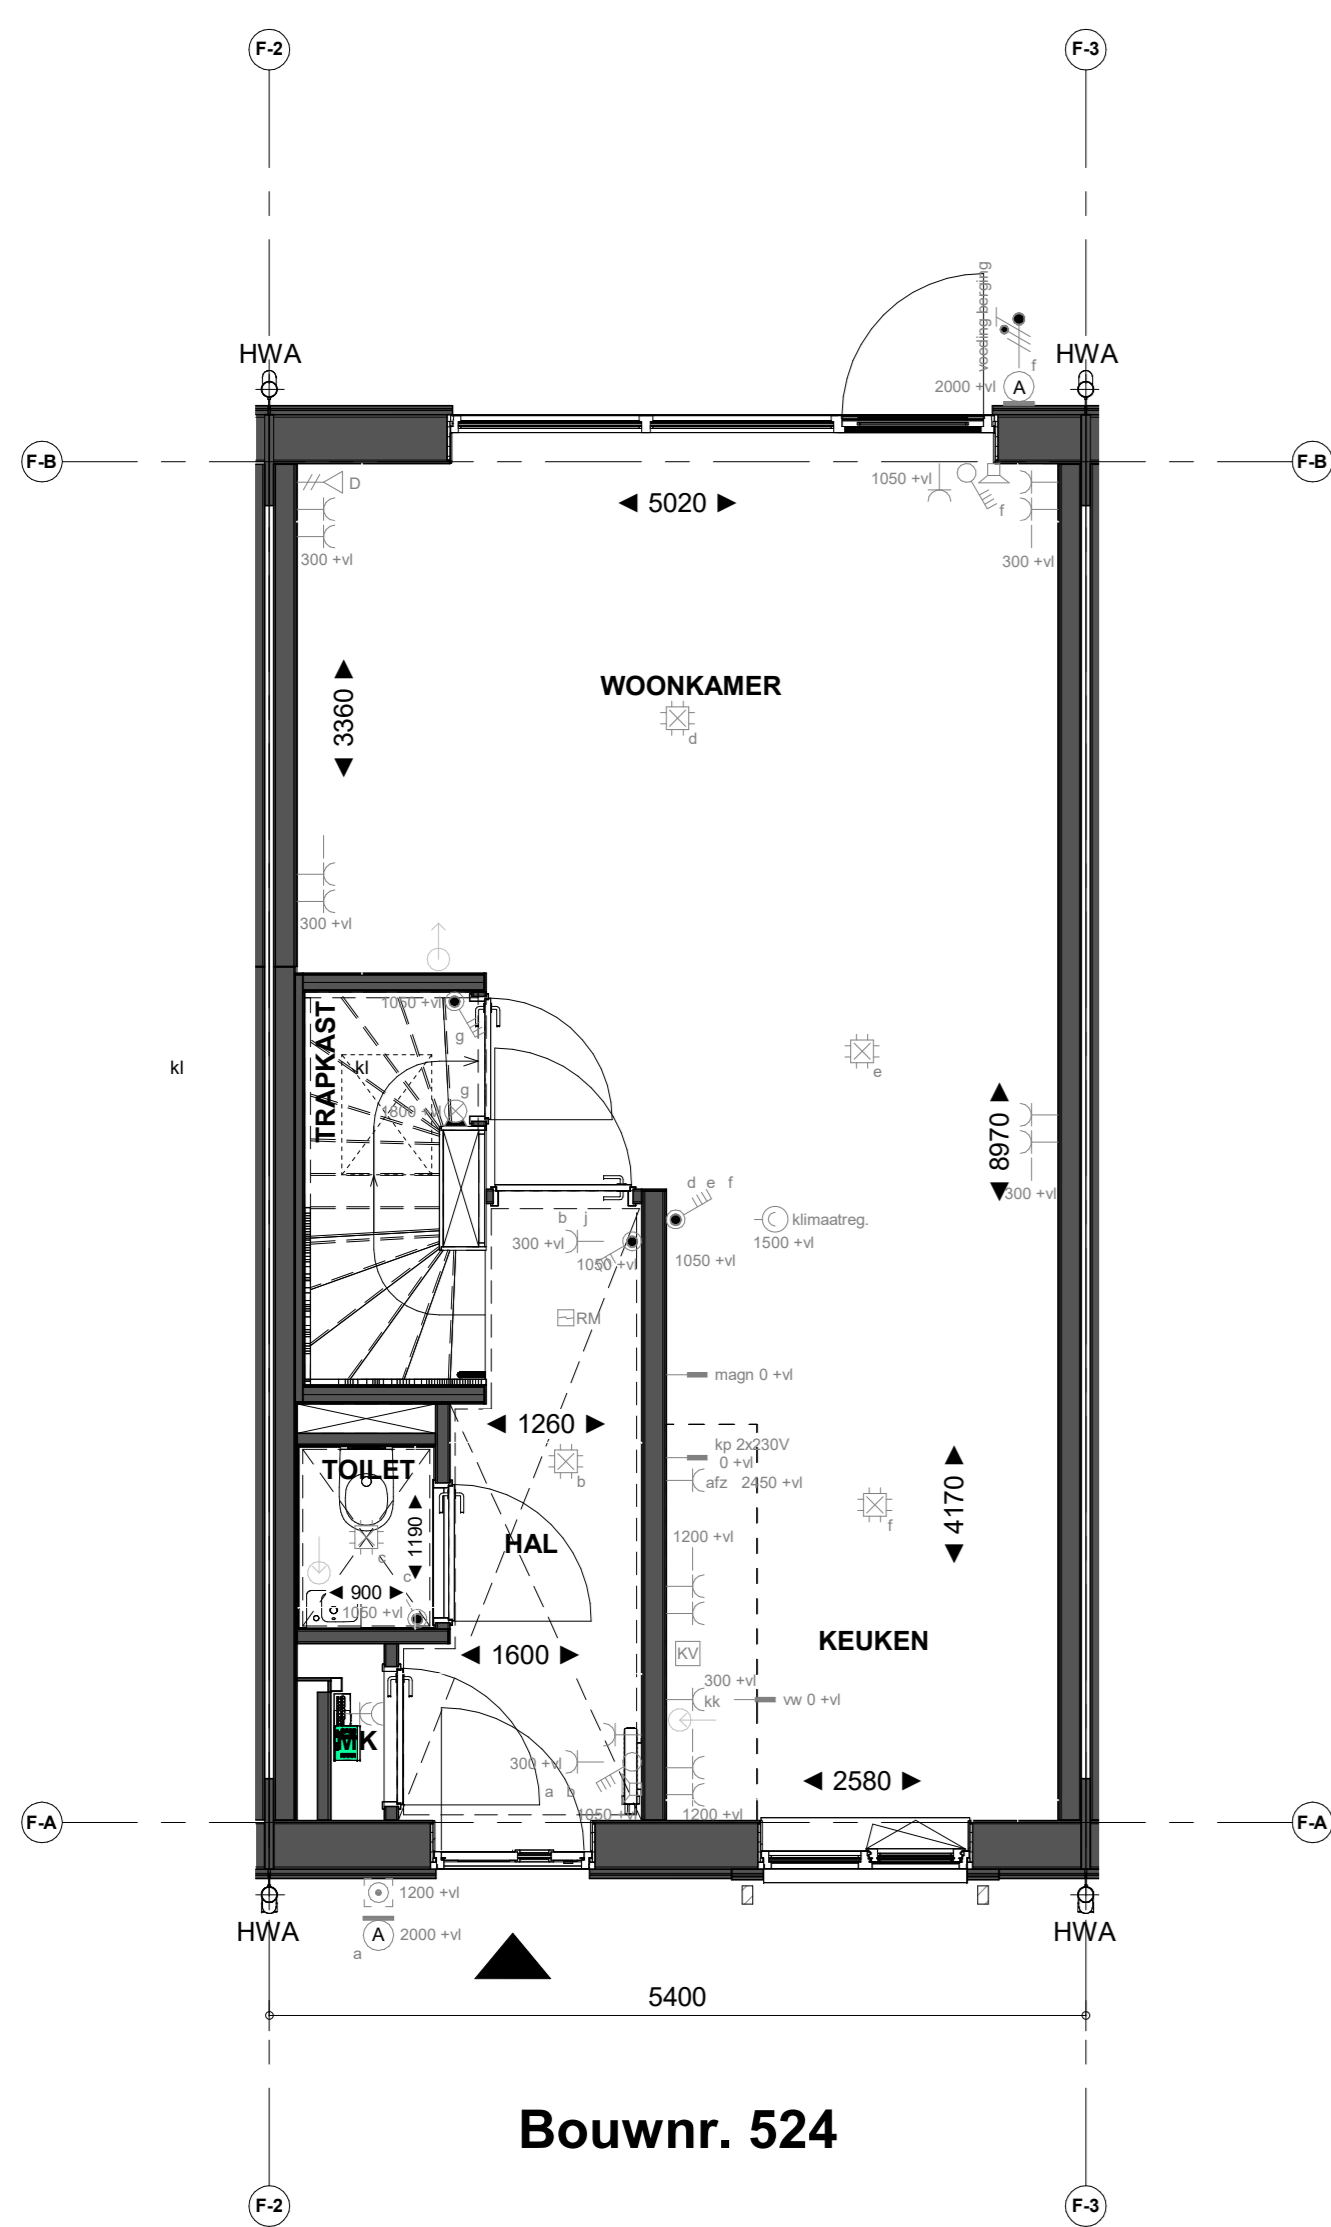 F-2
F-3
voeding berging
HWA
HWA
f
2000 +vl
A
F-B
F-B
D
1050 +vl
5020
f
300 +vl
300 +vl
WOONKAMER
3360
d
300 +vl
1050 +vl
TRAPKAST
g
kl
kl
e
g
1800 +vl
8970
d e f
300 +vl
b j
klimaatreg.
300 +vl
1500 +vl
1050 +vl
1050 +vl
RM
magn 0 +vl
1260
kp 2x230V
0 +vl
TOILET
b
afz 2450 +vl
4170
f
1190
1200 +vl
HAL
c
c
900
1050 +vl
KEUKEN
1600
KV
300 +vl
kk
vw 0 +vl
MK
300 +vl
2580
a b
1050 +vl
1200 +vl
F-A
F-A
1200 +vl
HWA
A
2000 +vl
HWA
a
5400
Bouwnr. 524
F-2
F-3